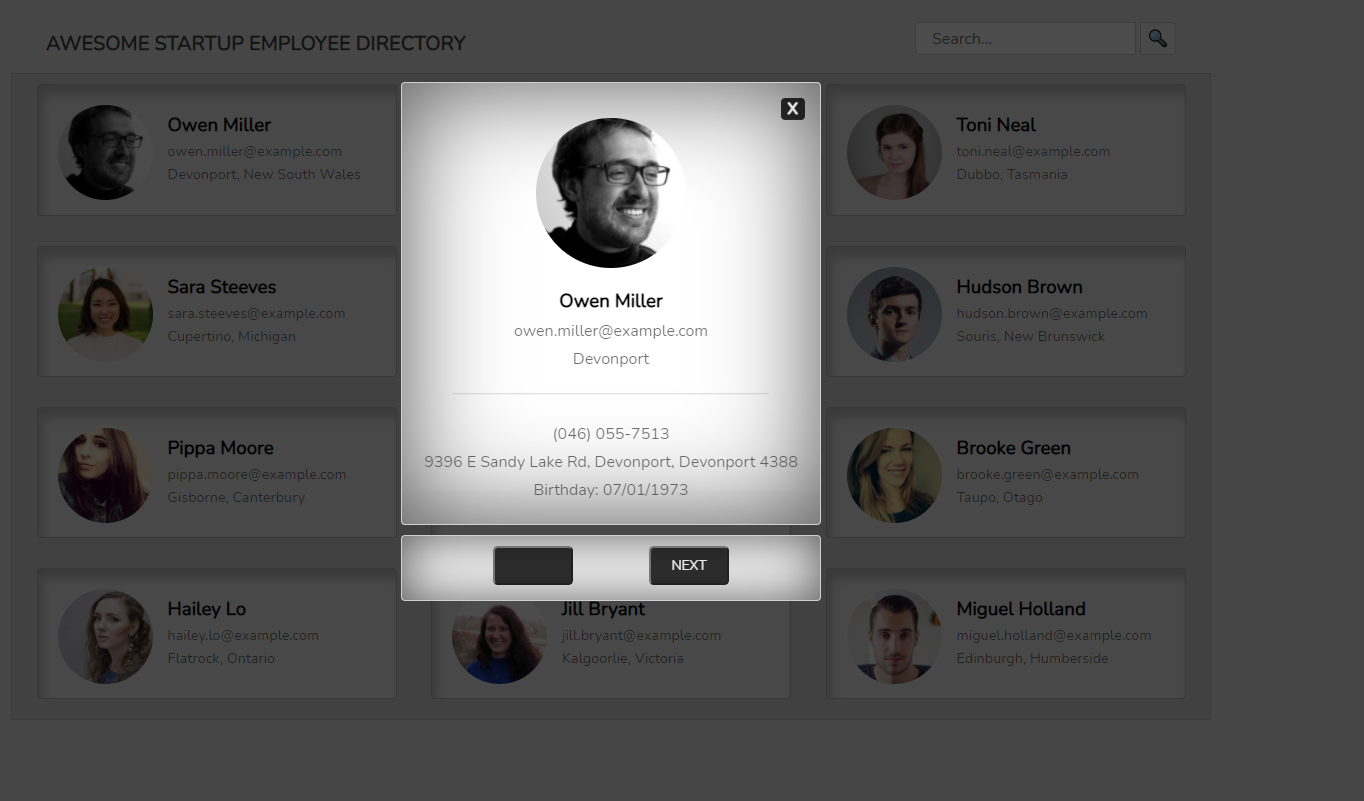 AWESOME STARTUP EMPLOYEE DIRECTORY
Search...
Owen Miller
owen.miller@example.com
Devonport, New South Wales
X
Owen Miller
owen.miller@example.com
Devonport
(046) 055-7513
9396 E Sandy Lake Rd, Devonport, Devonport 4388
Birthday: 07/01/1973
NEXT
Toni Neal
toni.neal@example.com
Dubbo, Tasmania
Sara Steeves
sara.steeves@example.com
Cupertino, Michigan
Hudson Brown
hudson.brown@example.com
Souris, New Brunswick
Pippa Moore
pippa.moore@example.com
Gisborne, Canterbury
Brooke Green
brooke.green@example.com
Taupo, Otago
Hailey Lo
hailey.lo@example.com
Flatrock, Ontario
Jill Bryant
jill.bryant@example.com
Kalgoorlie, Victoria
Miguel Holland
miguel.holland@example.com
Edinburgh, Humberside